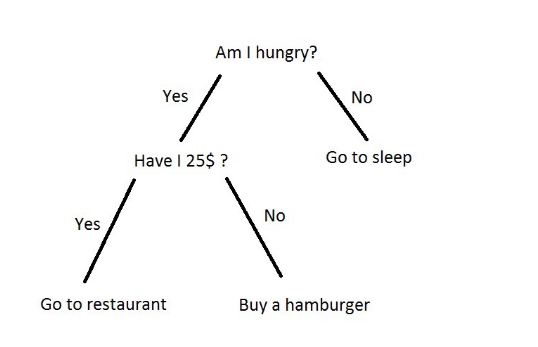 Am I hungry?
Yes
No
Have I 25$ ?
Go to sleep
Yes
No
Go to restaurant
Buy a hamburger